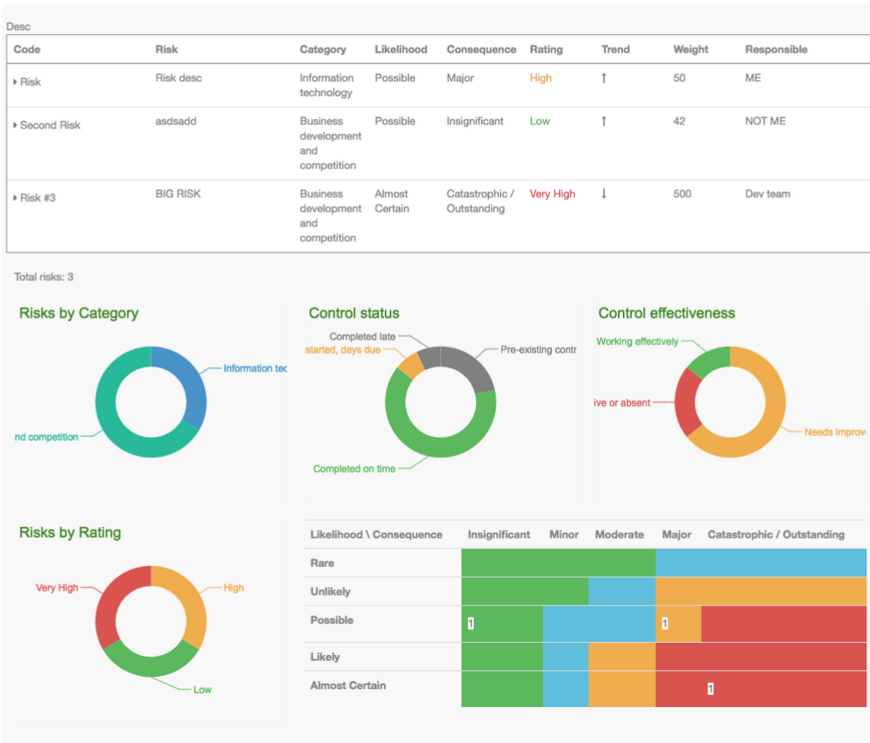 Desc
Code Risk Category Likelihood Consequence Rating Trend Weight Responsible
Risk Risk desc Information Possible Major High ↑ 50 ME
technology
Second Risk asdsadd Business Possible Insignificant Low ↑ 42 NOT ME
development
and
competition
Risk #3 BIG RISK Business Almost Catastrophic / Very High ↓ 500 Dev team
development Certain Outstanding
and
competition
Total risks: 3
Risks by Category
Information tec
nd competition
Control status
Completed late
started, days due
Pre-existing contr
Completed on time
Control effectiveness
Working effectively
ive or absent
Needs improv
Risks by Rating
Very High
High
Low
Likelihood \ Consequence Insignificant Minor Moderate Major Catastrophic / Outstanding
Rare
Unlikely
Possible 1 1
Likely
Almost Certain 1